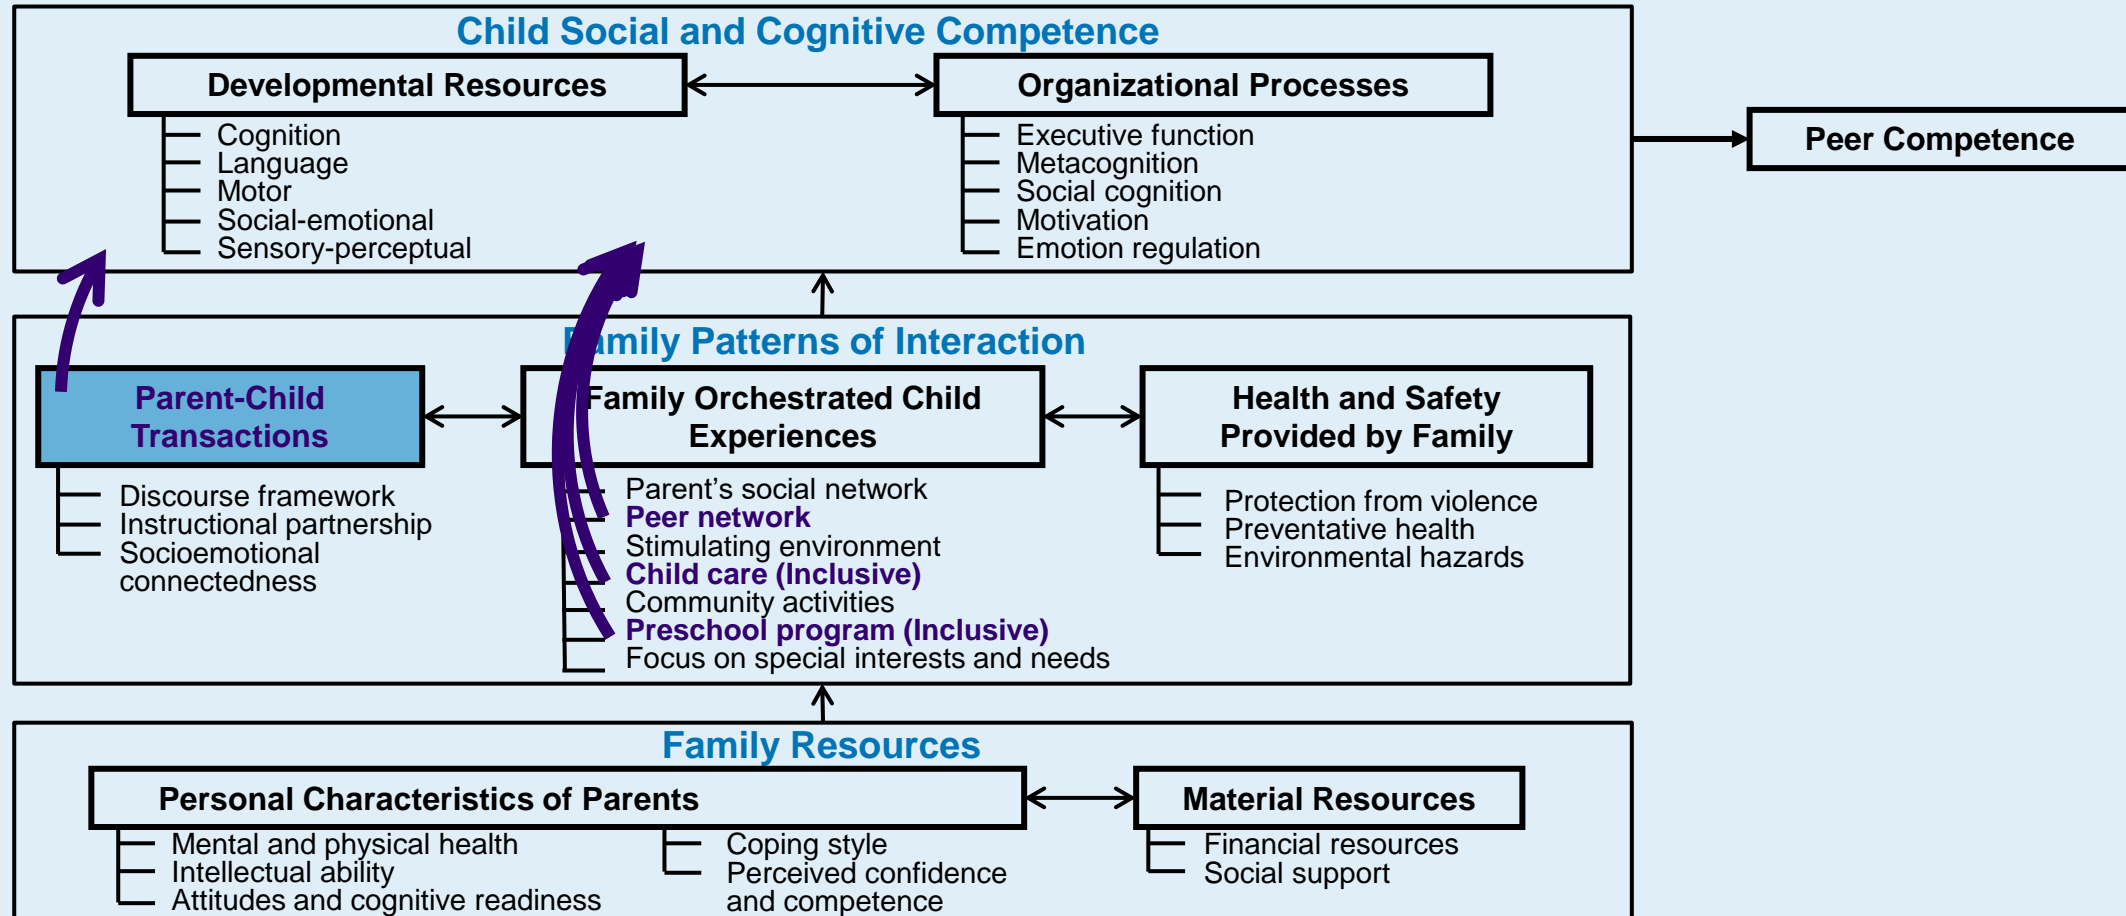 Child Social and Cognitive Competence
Developmental Resources
Cognition
Language
Motor
Social-emotional
Sensory-perceptual
Organizational Processes
Executive function
Metacognition
Social cognition
Motivation
Emotion regulation
Peer Competence
Family Patterns of Interaction
Parent-Child
Transactions
Discourse framework
Instructional partnership
Socioemotional
connectedness
Family Orchestrated Child
Experiences
Parent's social network
Peer network
Stimulating environment
Child care (Inclusive)
Community activities
Preschool program (Inclusive)
Focus on special interests and needs
Health and Safety
Provided by Family
Protection from violence
Preventative health
Environmental hazards
Family Resources
Personal Characteristics of Parents
Mental and physical health
Intellectual ability
Attitudes and cognitive readiness
Coping style
Perceived confidence
and competence
Material Resources
Financial resources
Social support